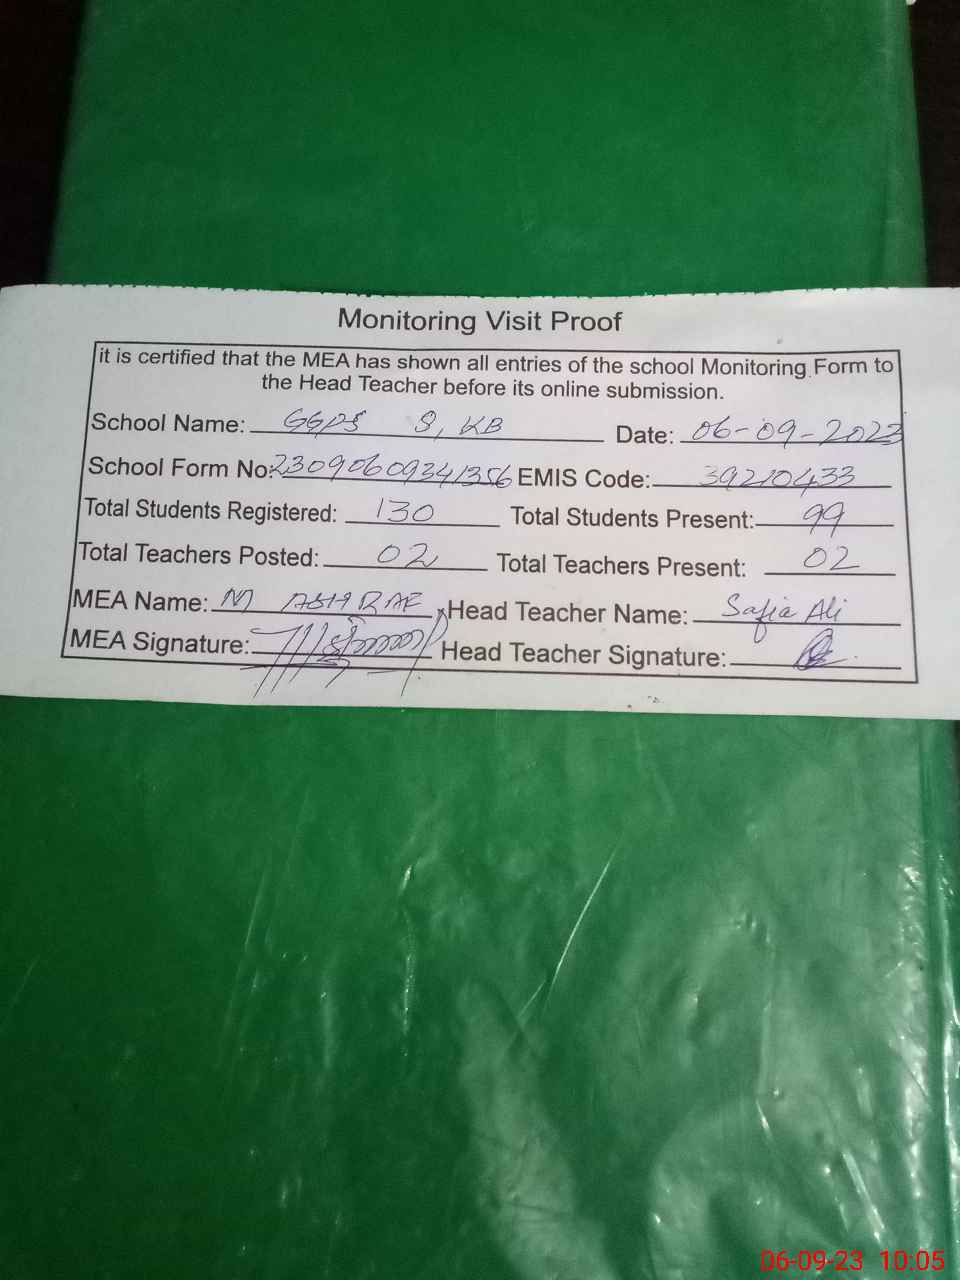 Monitoring Visit Proof
it is certified that the MEA has shown all entries of the school Monitoring Form to
the Head Teacher before its online submission.
School Name: GGPS S, KB Date: 06-09-2023
School Form No: 23090609341356 EMIS Code: 39210433
Total Students Registered: 130 Total Students Present: 99
Total Teachers Posted: 02 Total Teachers Present: 02
MEA Name: M ASHRAF Head Teacher Name: Safia Ali
MEA Signature: Head Teacher Signature:
06-09-23 10:05